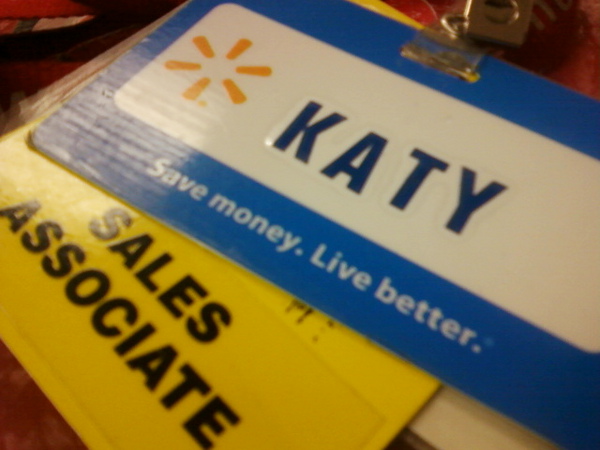 KATY
Save money. Live better.
SALES
ASSOCIATE